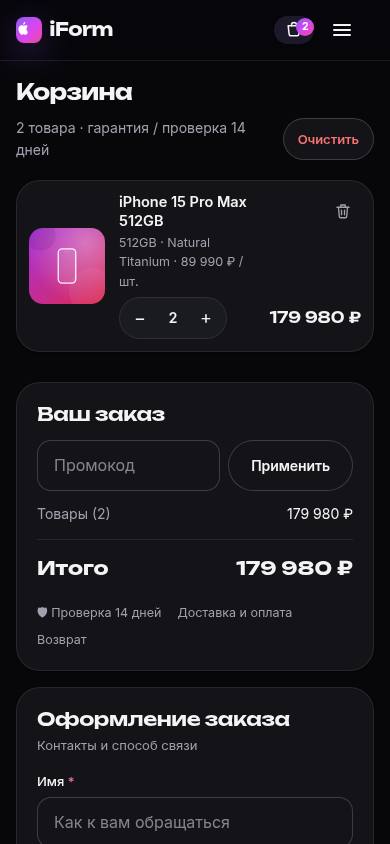 iForm
2
Корзина
2 товара · гарантия / проверка 14
дней
Очистить
iPhone 15 Pro Max
512GB
512GB · Natural
Titanium · 89 990 ₽ /
шт.
− 2 +
179 980 ₽
Ваш заказ
Промокод
Применить
Товары (2)
179 980 ₽
Итого
179 980 ₽
Проверка 14 дней
Доставка и оплата
Возврат
Оформление заказа
Контакты и способ связи
Имя *
Как к вам обращаться